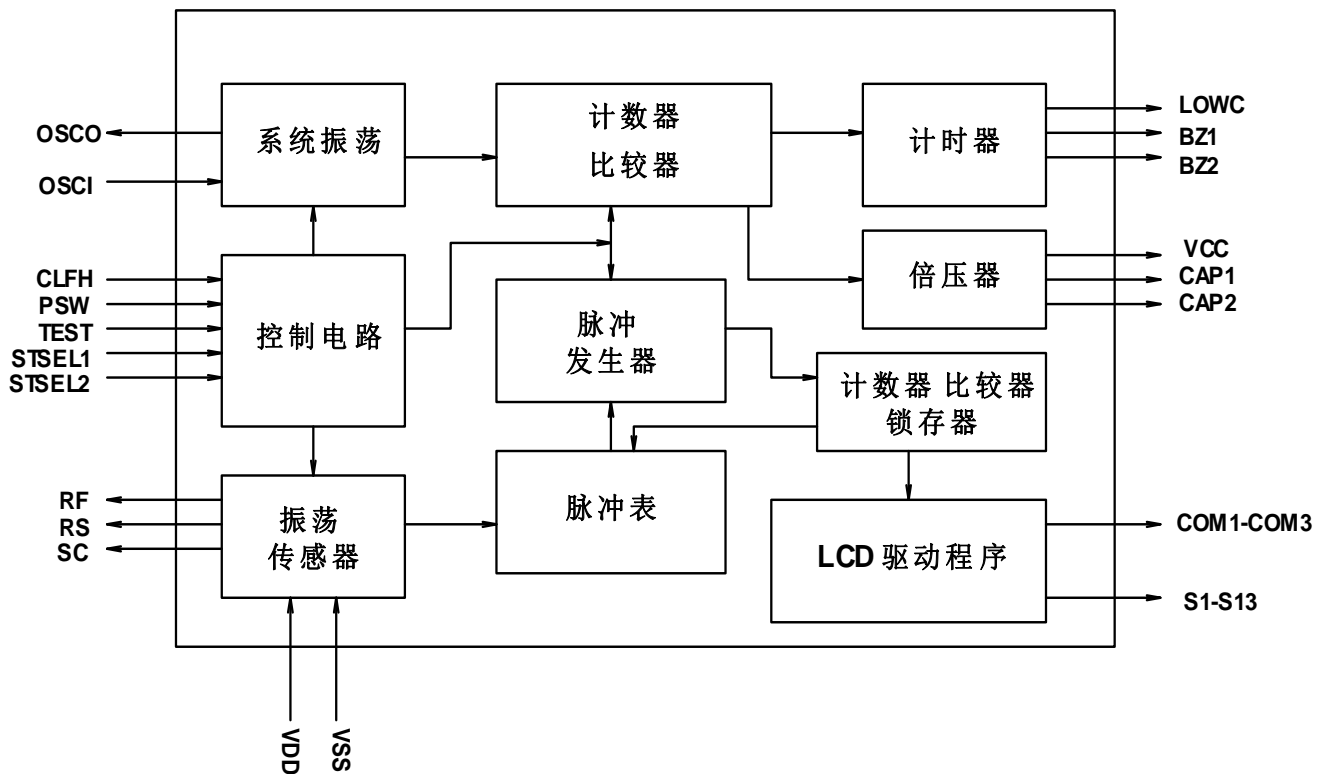 OSCO
OSCI
CLFH
PSW
TEST
STSEL1
STSEL2
RF
RS
SC
系统振荡
控制电路
振荡
传感器
计数器
比较器
脉冲
发生器
脉冲表
计时器
倍压器
计数器 比较器
锁存器
LCD 驱动程序
LOWC
BZ1
BZ2
VCC
CAP1
CAP2
COM1-COM3
S1-S13
VDD
VSS